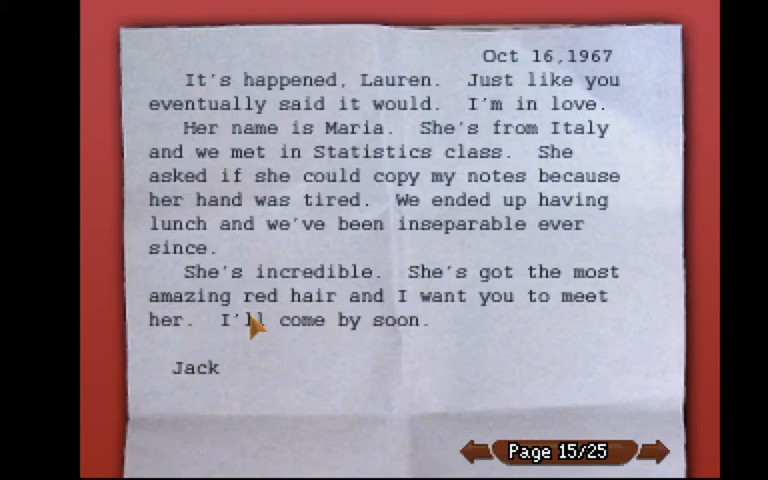 Oct 16,1967
It's happened, Lauren. Just like you
eventually said it would. I'm in love.
Her name is Maria. She's from Italy
and we met in Statistics class. She
asked if she could copy my notes because
her hand was tired. We ended up having
lunch and we've been inseparable ever
since.
She's incredible. She's got the most
amazing red hair and I want you to meet
her. I'll come by soon.
Jack
Page 15/25